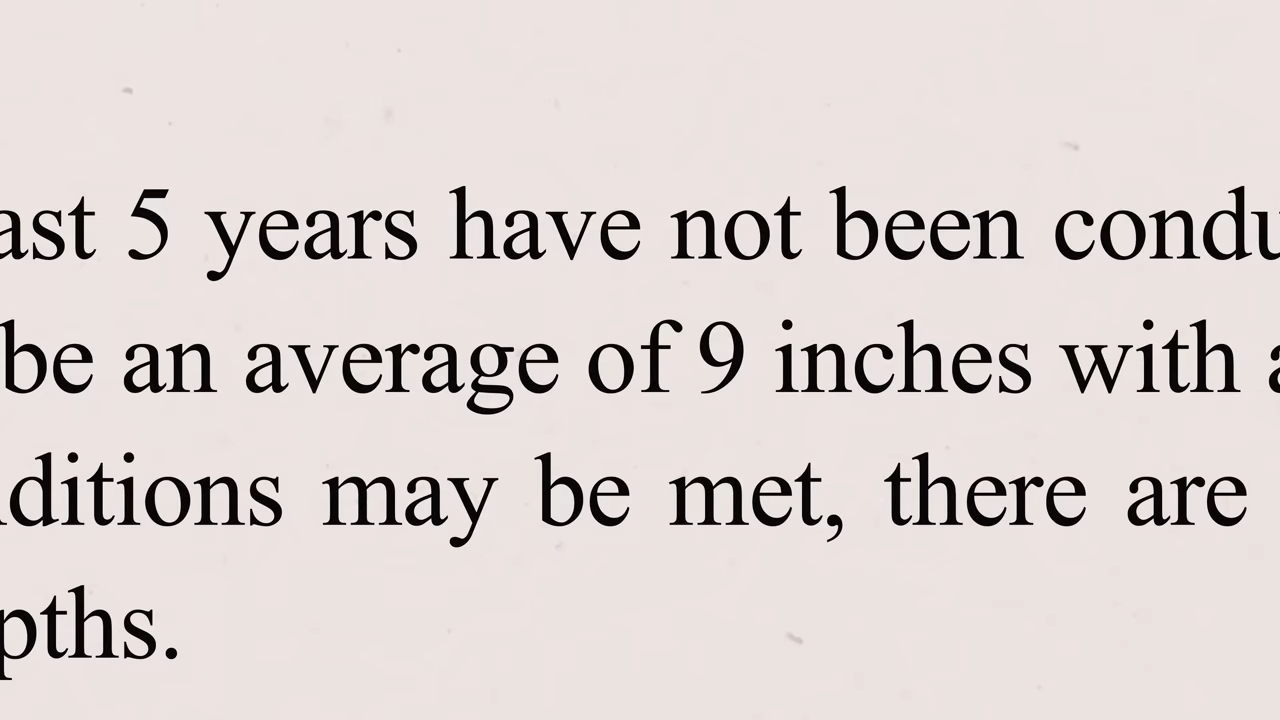 ast 5 years have not been condu
be an average of 9 inches with a
ditions may be met, there are
pths.